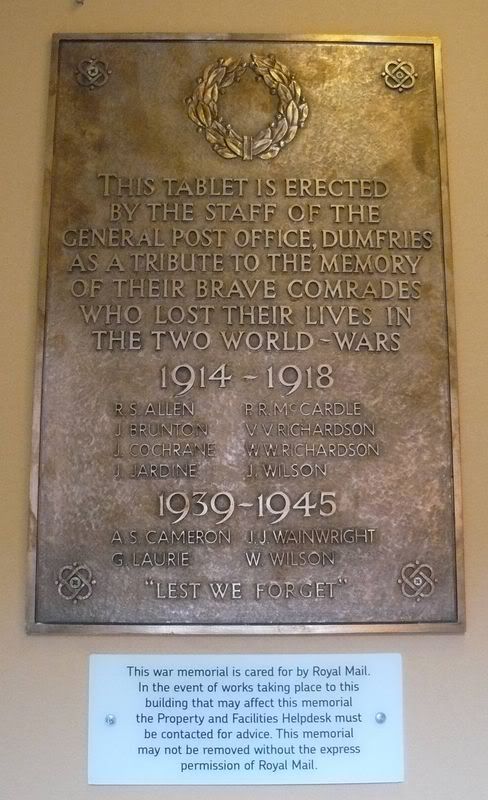 THIS TABLET IS ERECTED
BY THE STAFF OF THE
GENERAL POST OFFICE, DUMFRIES
AS A TRIBUTE TO THE MEMORY
OF THEIR BRAVE COMRADES
WHO LOST THEIR LIVES IN
THE TWO WORLD-WARS
1914 - 1918
R. S. ALLEN P. R. McCARDLE
J. BRUNTON V. V. RICHARDSON
J. COCHRANE W. W. RICHARDSON
J. JARDINE J. WILSON
1939-1945
A. S. CAMERON J. J. WAINWRIGHT
G. LAURIE W. WILSON
"LEST WE FORGET"
This war memorial is cared for by Royal Mail.
In the event of works taking place to this
building that may affect this memorial
the Property and Facilities Helpdesk must
be contacted for advice. This memorial
may not be removed without the express
permission of Royal Mail.